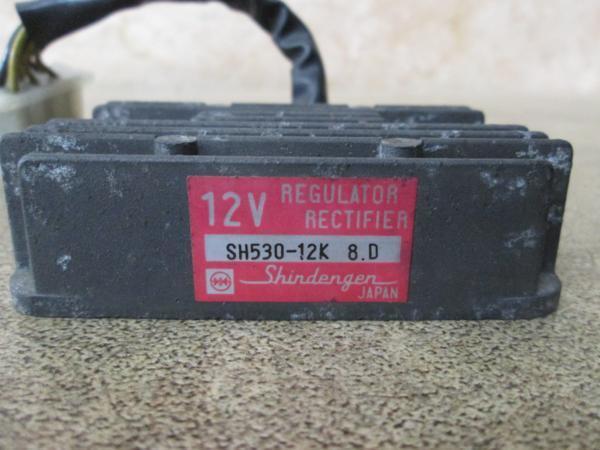 12V REGULATOR
RECTIFIER
SH530-12K 8.D
Shindengen
JAPAN